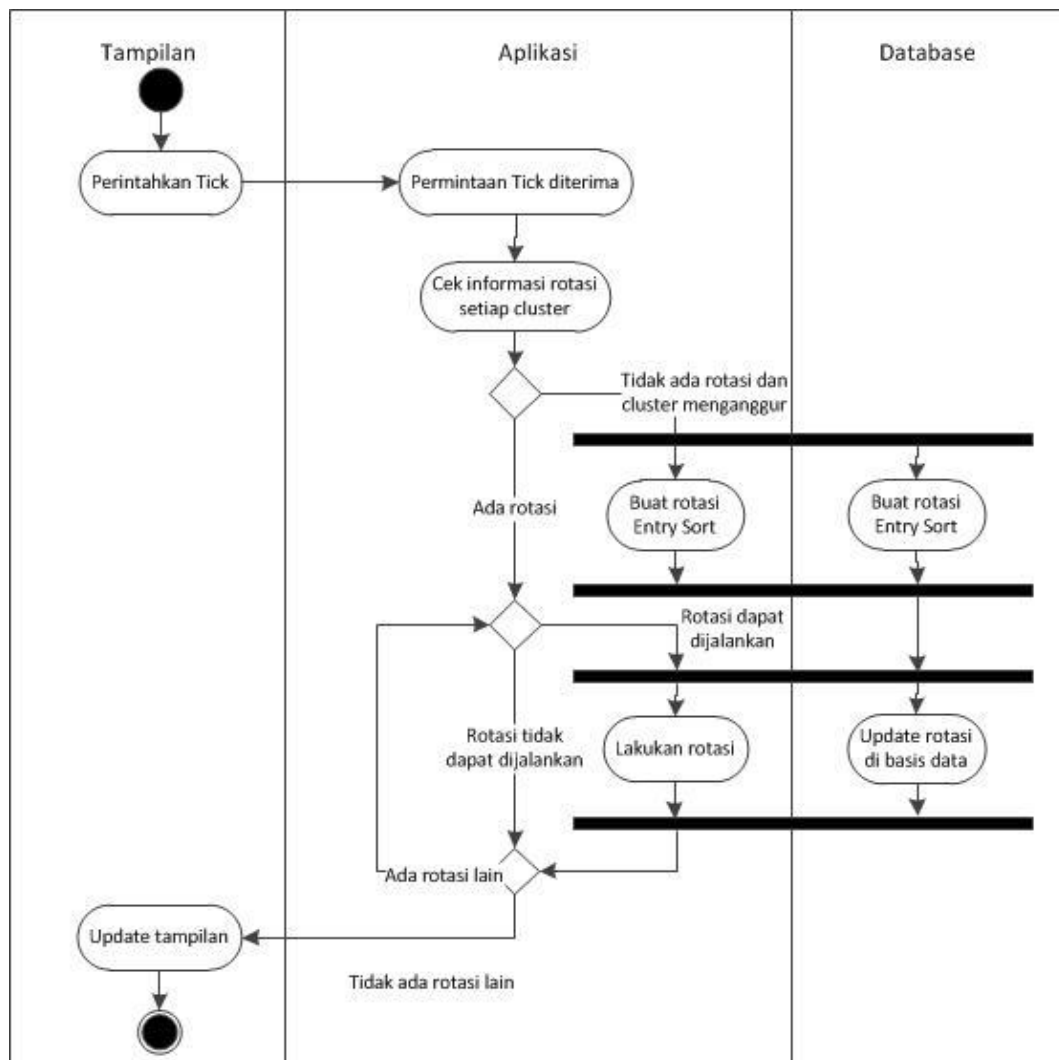 Tampilan
Aplikasi
Database
Perintahkan Tick
Permintaan Tick diterima
Cek informasi rotasi
setiap cluster
Tidak ada rotasi dan
cluster menganggur
Ada rotasi
Buat rotasi
Entry Sort
Buat rotasi
Entry Sort
Rotasi dapat
dijalankan
Rotasi tidak
dapat dijalankan
Lakukan rotasi
Update rotasi
di basis data
Ada rotasi lain
Update tampilan
Tidak ada rotasi lain